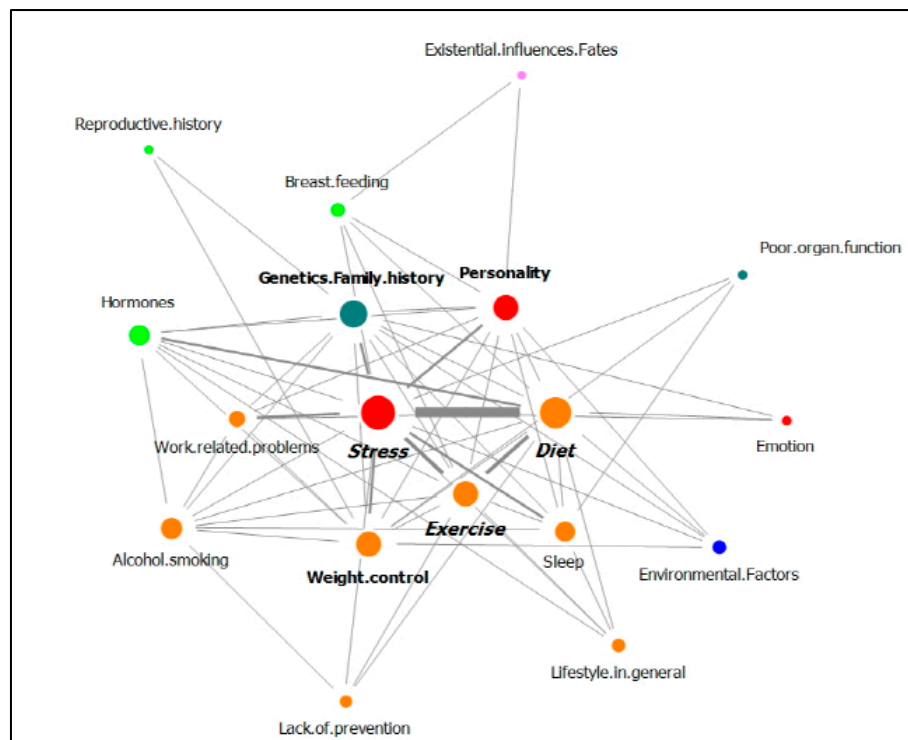 Existential.influences.Fates
Reproductive.history
Breast.feeding
Poor.organ.function
Genetics.Family.history
Personality
Hormones
Work.related.problems
Stress
Diet
Emotion
Exercise
Alcohol.smoking
Weight.control
Sleep
Environmental.Factors
Lifestyle.in.general
Lack.of.prevention